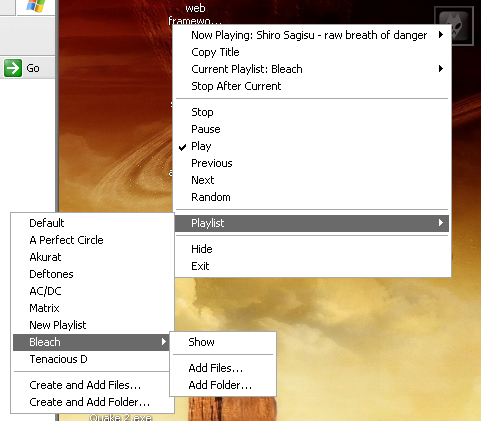 web
framewo...
Go
Now Playing: Shiro Sagisu - raw breath of danger
Copy Title
Current Playlist: Bleach
Stop After Current
Stop
Pause
Play
Previous
Next
Random
Playlist
Hide
Exit
Default
A Perfect Circle
Akurat
Deftones
AC/DC
Matrix
New Playlist
Bleach
Tenacious D
Create and Add Files...
Create and Add Folder...
Show
Add Files...
Add Folder...
Quake 2.exe